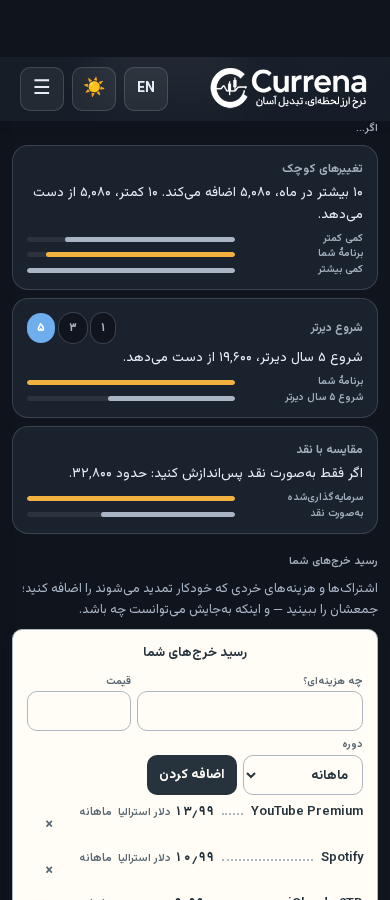 Currena
نرخ ارز لحظه‌ای، تبدیل آسان
EN
اگر...
تغییرهای کوچک
۱۰ بیشتر در ماه، ۵,۰۸۰ اضافه می‌کند. ۱۰ کمتر، ۵,۰۸۰ از دست
می‌دهد.
کمی کمتر
برنامهٔ شما
کمی بیشتر
شروع دیرتر
۱ ۳ ۵
شروع ۵ سال دیرتر، ۱۹,۶۰۰ از دست می‌دهد.
برنامهٔ شما
شروع ۵ سال دیرتر
مقایسه با نقد
اگر فقط به‌صورت نقد پس‌اندازش کنید: حدود ۳۲,۸۰۰.
سرمایه‌گذاری‌شده
به‌صورت نقد
رسید خرج‌های شما
اشتراک‌ها و هزینه‌های خردی که خودکار تمدید می‌شوند را اضافه کنید؛
جمعشان را ببینید – و اینکه به‌جایش می‌توانست چه باشد.
رسید خرج‌های شما
چه هزینه‌ای؟ قیمت
دوره
ماهانه اضافه کردن
YouTube Premium ۱۳٫۹۹ دلار استرالیا ماهانه
×
Spotify ۱۰٫۹۹ دلار استرالیا ماهانه
×